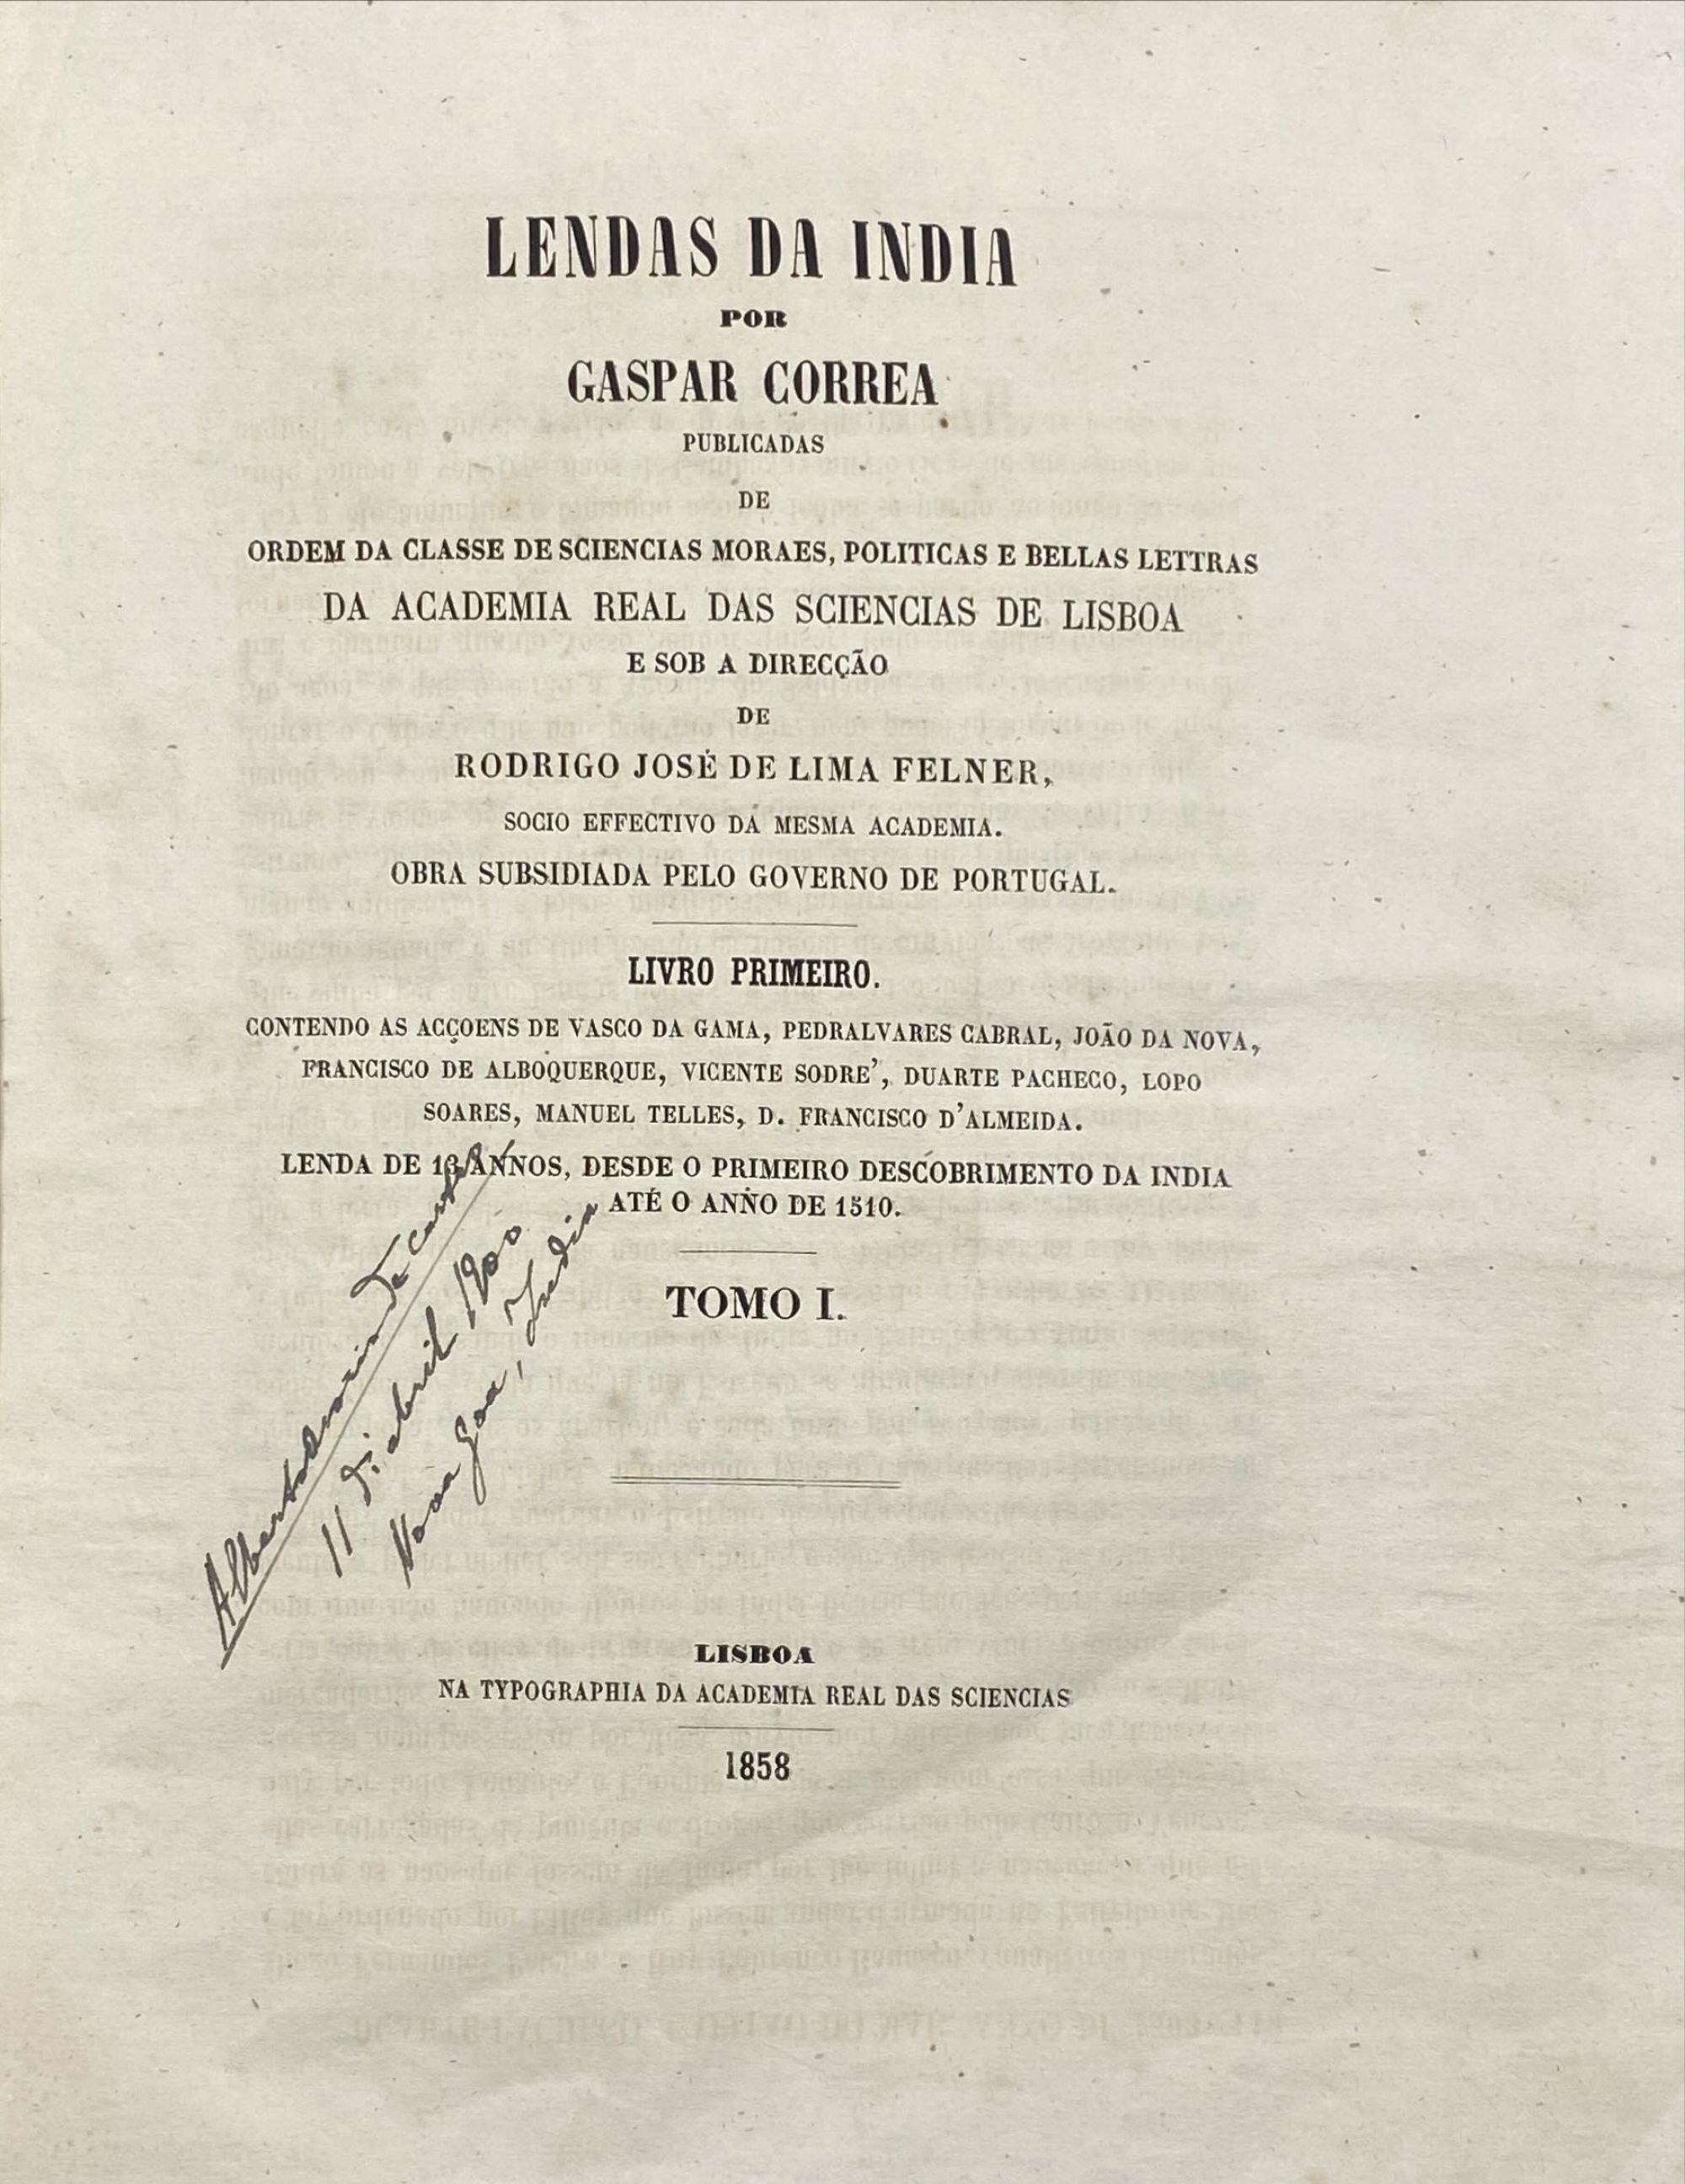 LENDAS DA INDIA
POR
GASPAR CORREA
PUBLICADAS
DE
ORDEM DA CLASSE DE SCIENCIAS MORAES, POLITICAS E BELLAS LETTRAS
DA ACADEMIA REAL DAS SCIENCIAS DE LISBOA
E SOB A DIRECÇÃO
DE
RODRIGO JOSÉ DE LIMA FELNER,
SOCIO EFFECTIVO DA MESMA ACADEMIA.
OBRA SUBSIDIADA PELO GOVERNO DE PORTUGAL.
LIVRO PRIMEIRO.
CONTENDO AS ACÇOENS DE VASCO DA GAMA, PEDRALVARES CABRAL, JOÃO DA NOVA,
FRANCISCO DE ALBOQUERQUE, VICENTE SODRE', DUARTE PACHECO, LOPO
SOARES, MANUEL TELLES, D. FRANCISCO D'ALMEIDA.
LENDA DE 13 ANNOS, DESDE O PRIMEIRO DESCOBRIMENTO DA INDIA
ATÉ O ANNO DE 1510.
TOMO I.
Alberto de
11 di abril 1900
Nova Goa, India
LISBOA
NA TYPOGRAPHIA DA ACADEMIA REAL DAS SCIENCIAS
1858